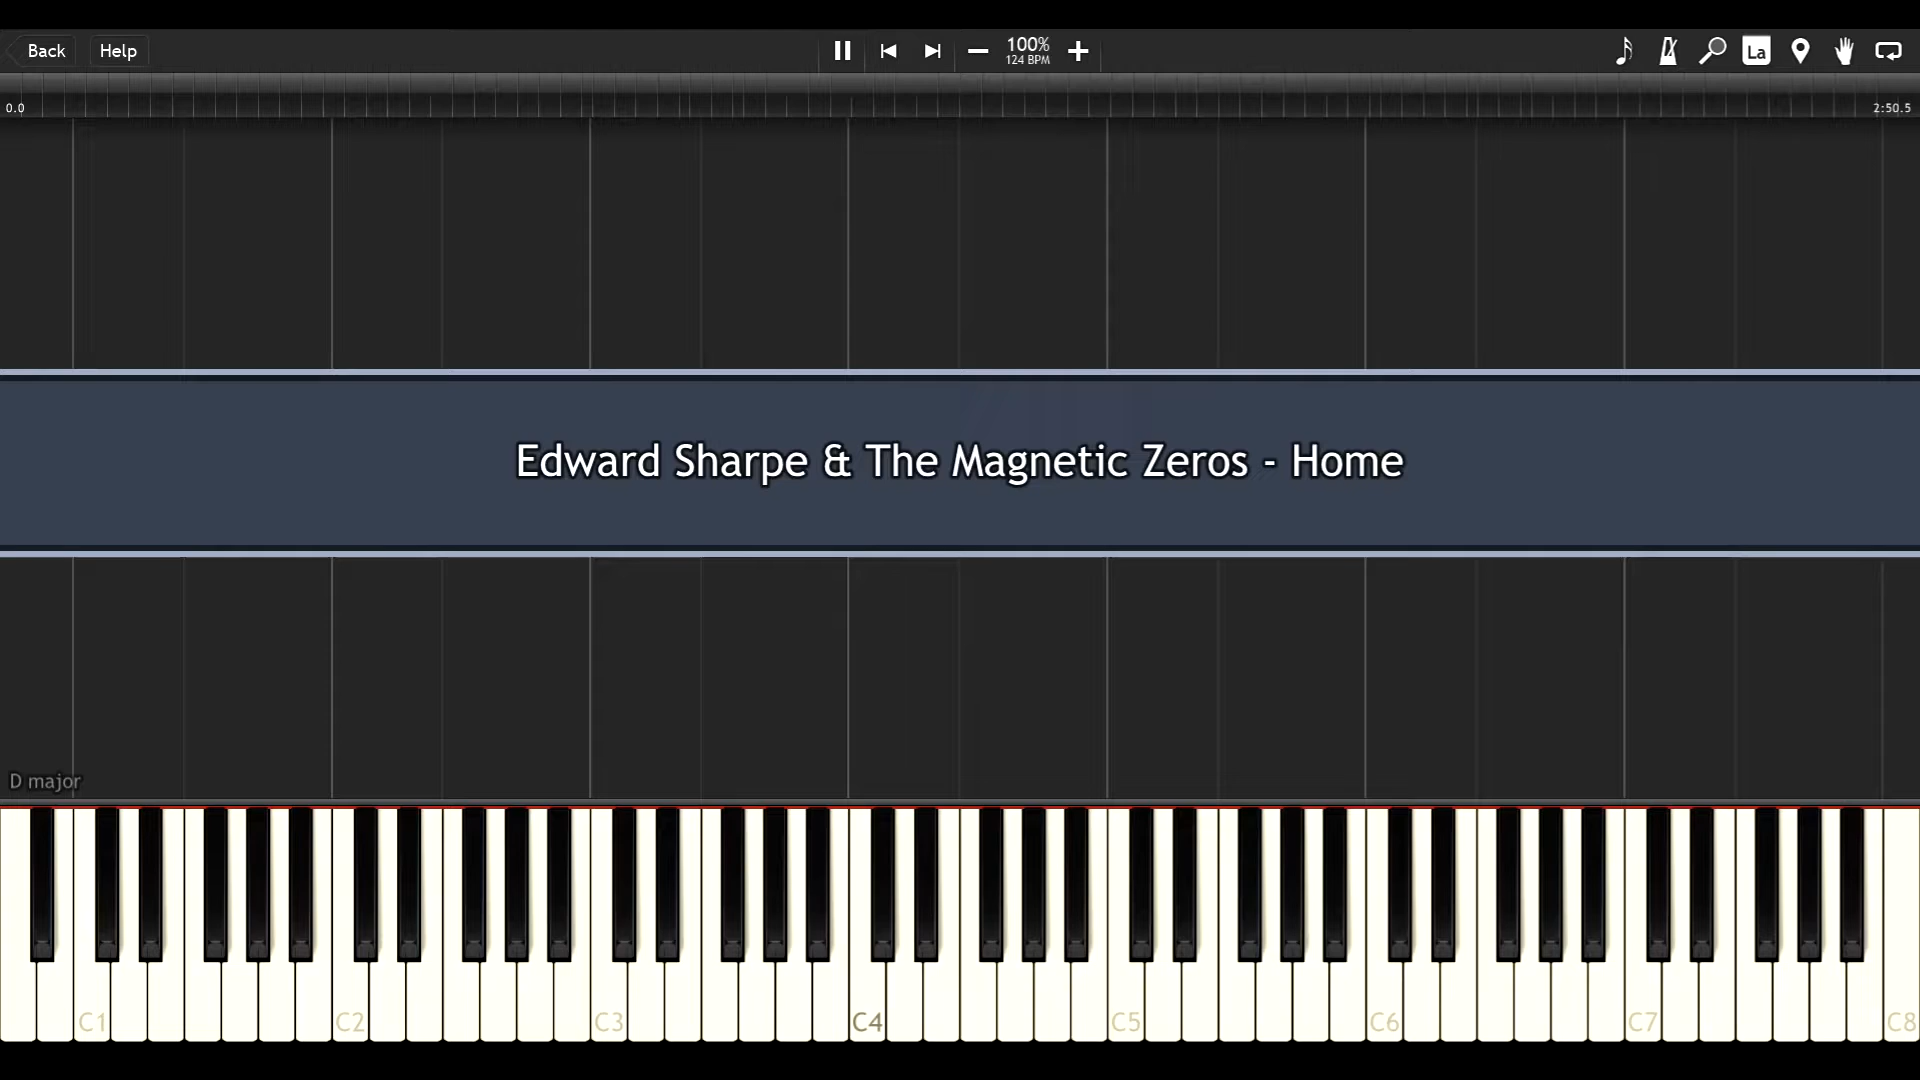 Back Help 100% La
124 BPM
0.0 2:50.5
Edward Sharpe & The Magnetic Zeros - Home
D major
C1 C2 C3 C4 C5 C6 C7 C8